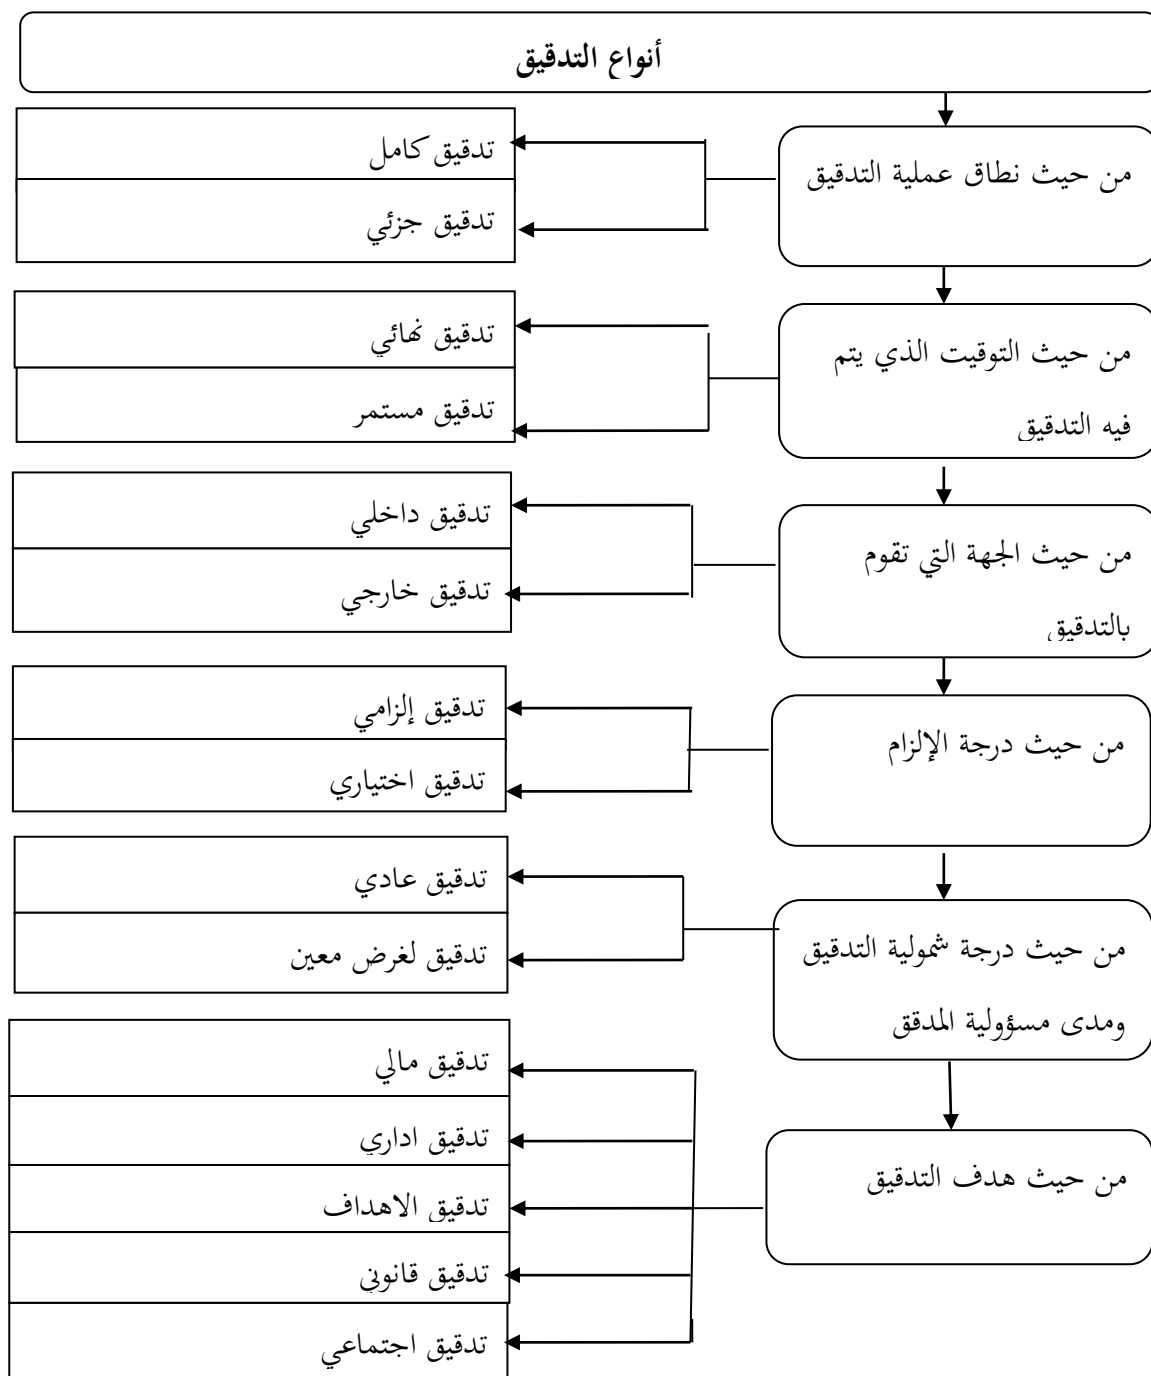 أنواع التدقيق
من حيث نطاق عملية التدقيق
تدقيق كامل
تدقيق جزئي
من حيث التوقيت الذي يتم
فيه التدقيق
تدقيق نهائي
تدقيق مستمر
من حيث الجهة التي تقوم
بالتدقيق
تدقيق داخلي
تدقيق خارجي
من حيث درجة الإلزام
تدقيق إلزامي
تدقيق اختياري
من حيث درجة شمولية التدقيق
ومدى مسؤولية المدقق
تدقيق عادي
تدقيق لغرض معين
من حيث هدف التدقيق
تدقيق مالي
تدقيق اداري
تدقيق الاهداف
تدقيق قانوني
تدقيق اجتماعي